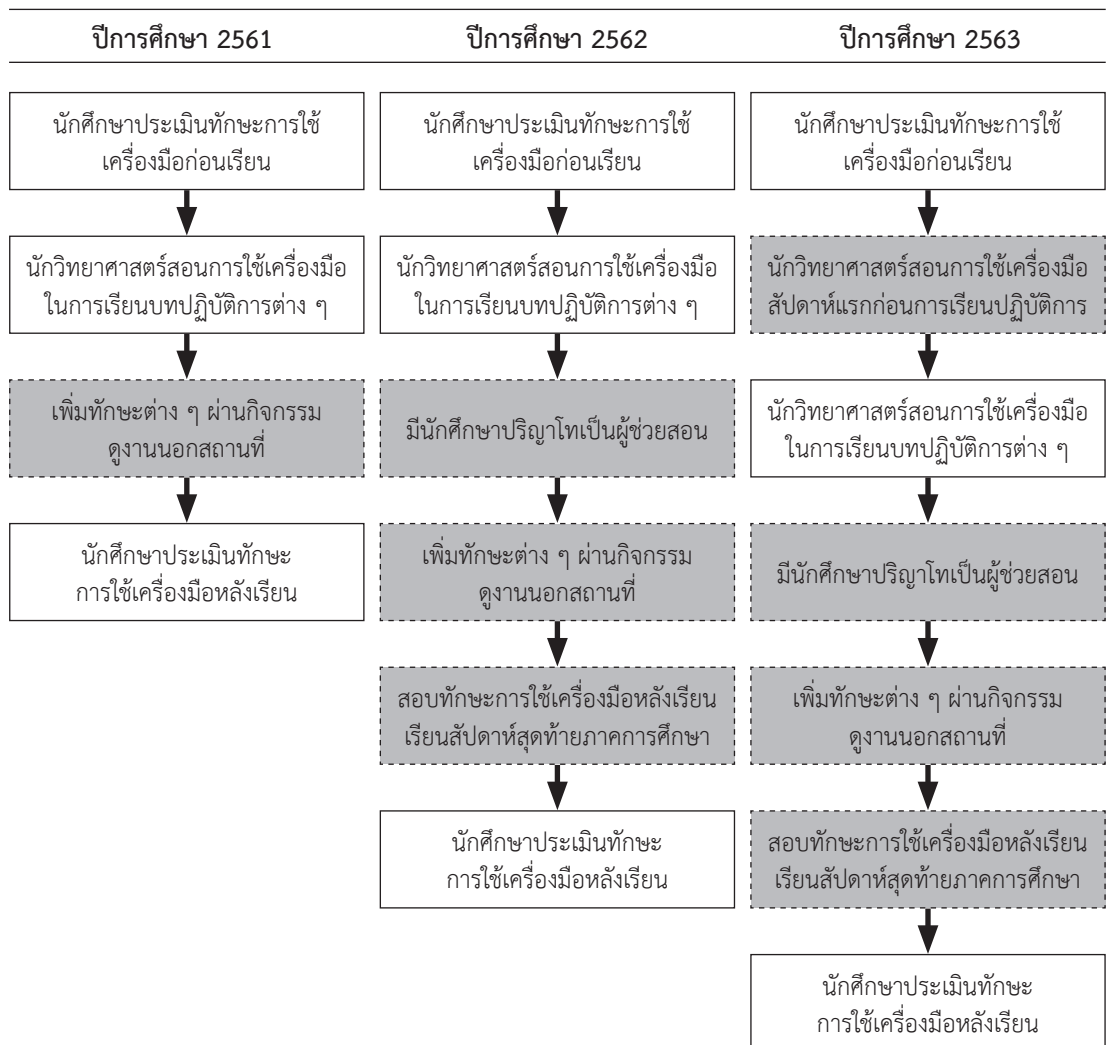 ปีการศึกษา 2561
นักศึกษาประเมินทักษะการใช้
เครื่องมือก่อนเรียน
นักวิทยาศาสตร์สอนการใช้เครื่องมือ
ในการเรียนบทปฏิบัติการต่าง ๆ
เพิ่มทักษะต่าง ๆ ผ่านกิจกรรม
ดูงานนอกสถานที่
นักศึกษาประเมินทักษะ
การใช้เครื่องมือหลังเรียน
ปีการศึกษา 2562
นักศึกษาประเมินทักษะการใช้
เครื่องมือก่อนเรียน
นักวิทยาศาสตร์สอนการใช้เครื่องมือ
ในการเรียนบทปฏิบัติการต่าง ๆ
มีนักศึกษาปริญาโทเป็นผู้ช่วยสอน
เพิ่มทักษะต่าง ๆ ผ่านกิจกรรม
ดูงานนอกสถานที่
สอบทักษะการใช้เครื่องมือหลังเรียน
เรียนสัปดาห์สุดท้ายภาคการศึกษา
นักศึกษาประเมินทักษะ
การใช้เครื่องมือหลังเรียน
ปีการศึกษา 2563
นักศึกษาประเมินทักษะการใช้
เครื่องมือก่อนเรียน
นักวิทยาศาสตร์สอนการใช้เครื่องมือ
สัปดาห์แรกก่อนการเรียนปฏิบัติการ
นักวิทยาศาสตร์สอนการใช้เครื่องมือ
ในการเรียนบทปฏิบัติการต่าง ๆ
มีนักศึกษาปริญาโทเป็นผู้ช่วยสอน
เพิ่มทักษะต่าง ๆ ผ่านกิจกรรม
ดูงานนอกสถานที่
สอบทักษะการใช้เครื่องมือหลังเรียน
เรียนสัปดาห์สุดท้ายภาคการศึกษา
นักศึกษาประเมินทักษะ
การใช้เครื่องมือหลังเรียน